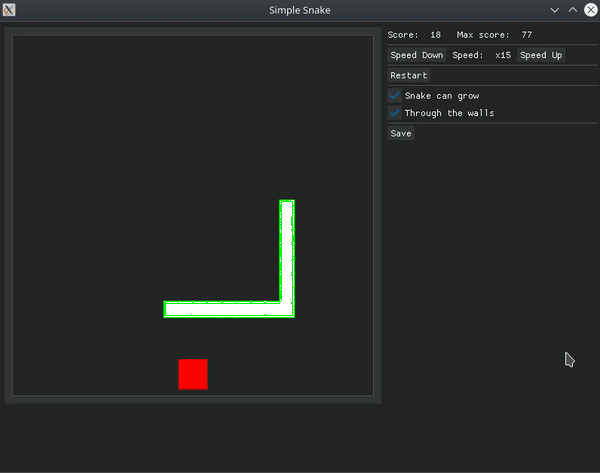 Simple Snake
Score: 18 Max score: 77
Speed Down Speed: x15 Speed Up
Restart
Snake can grow
Through the walls
Save